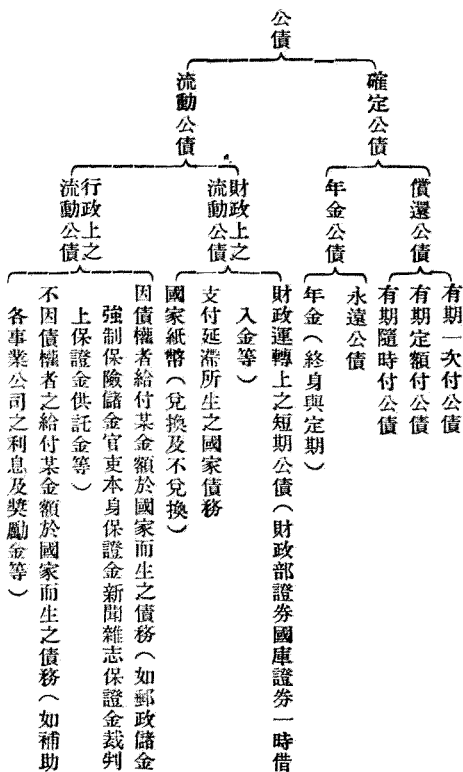 公債
確定公債
償還公債
有期一次付公債
有期定額付公債
有期隨時付公債
年金公債
永遠公債
年金（終身與定期）
流動公債
財政上之
流動公債
財政運轉上之短期公債（財政部證券國庫證券一時借
入金等）
支付延滯所生之國家債務
國家紙幣（兌換及不兌換）
行政上之
流動公債
因債權者給付某金額於國家而生之債務（如郵政儲金
強制保險儲金官吏本身保證金新聞雜志保證金裁判
上保證金供託金等）
不因債權者之給付某金額於國家而生之債務（如補助
各事業公司之利息及獎勵金等）